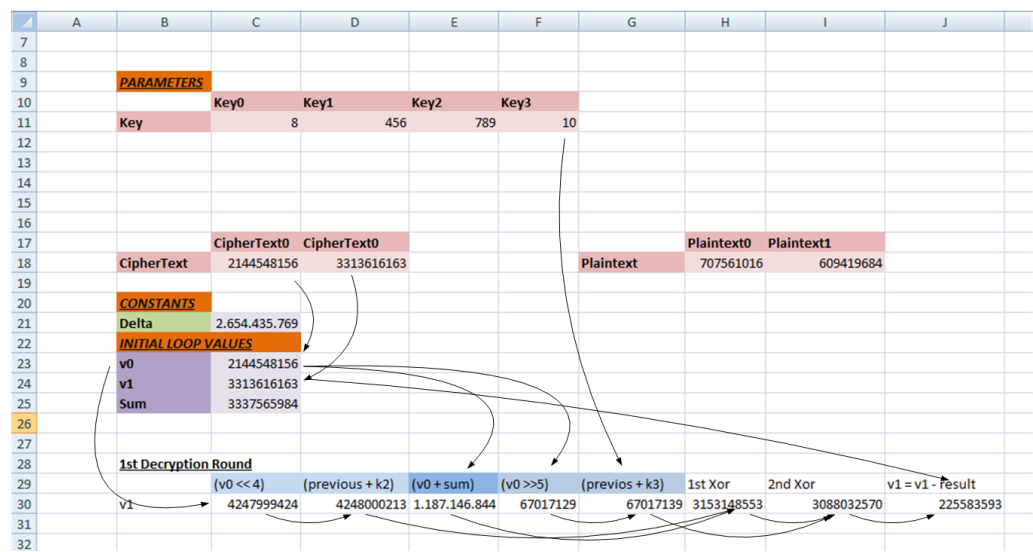 A B C D E F G H I J
7
8
9 PARAMETERS
10 Key0 Key1 Key2 Key3
11 Key 8 456 789 10
12
13
14
15
16
17 CipherText0 CipherText0 Plaintext0 Plaintext1
18 CipherText 2144548156 3313616163 Plaintext 707561016 609419684
19
20 CONSTANTS
21 Delta 2.654.435.769
22 INITIAL LOOP VALUES
23 v0 2144548156
24 v1 3313616163
25 Sum 3337565984
26
27
28 1st Decryption Round
29 (v0 << 4) (previous + k2) (v0 + sum) (v0 >>5) (previos + k3) 1st Xor 2nd Xor v1 = v1 - result
30 v1 4247999424 4248000213 1.187.146.844 67017129 67017139 3153148553 3088032570 225583593
31
32